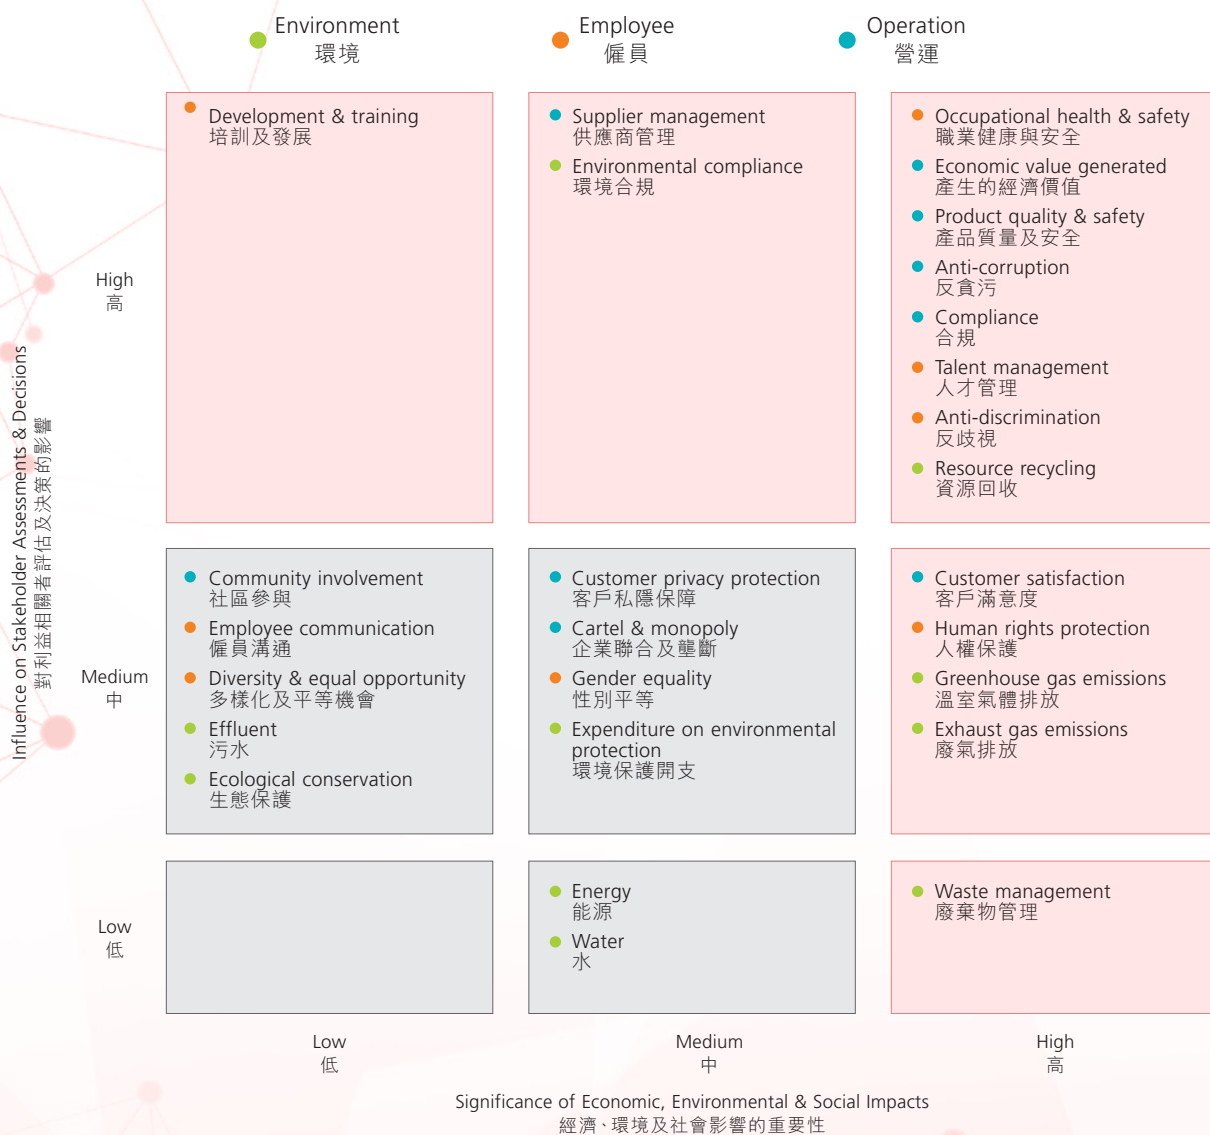 Environment
環境
Employee
僱員
Operation
營運
Influence on Stakeholder Assessments & Decisions
對利益相關者評估及決策的影響
High
高
Development & training
培訓及發展
Supplier management
供應商管理
Environmental compliance
環境合規
Occupational health & safety
職業健康與安全
Economic value generated
產生的經濟價值
Product quality & safety
產品質量及安全
Anti-corruption
反貪污
Compliance
合規
Talent management
人才管理
Anti-discrimination
反歧視
Resource recycling
資源回收
Medium
中
Community involvement
社區參與
Employee communication
僱員溝通
Diversity & equal opportunity
多樣化及平等機會
Effluent
污水
Ecological conservation
生態保護
Customer privacy protection
客戶私隱保障
Cartel & monopoly
企業聯合及壟斷
Gender equality
性別平等
Expenditure on environmental
protection
環境保護開支
Customer satisfaction
客戶滿意度
Human rights protection
人權保護
Greenhouse gas emissions
溫室氣體排放
Exhaust gas emissions
廢氣排放
Low
低
Energy
能源
Water
水
Waste management
廢棄物管理
Low
低
Medium
中
High
高
Significance of Economic, Environmental & Social Impacts
經濟、環境及社會影響的重要性